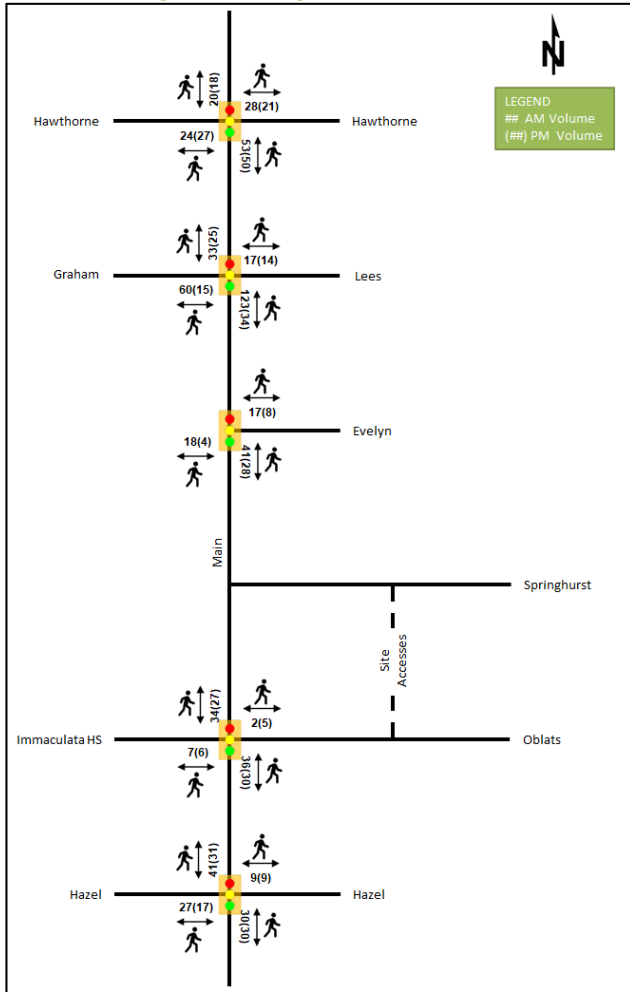 N
LEGEND
## AM Volume
(##) PM Volume
20(18)
28(21)
Hawthorne
Hawthorne
24(27)
53(50)
33(25)
17(14)
Graham
Lees
60(15)
123(34)
17(8)
Evelyn
18(4)
41(28)
Main
Springhurst
Site
Accesses
34(27)
2(5)
Immaculata HS
Oblats
7(6)
36(30)
41(31)
9(9)
Hazel
Hazel
27(17)
30(30)